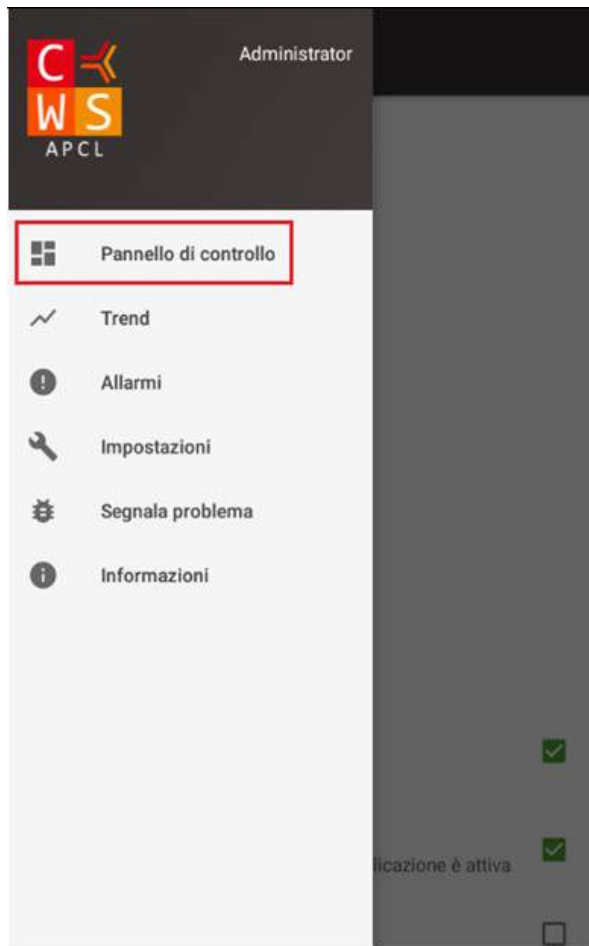 C
W S
APCL
Administrator
Pannello di controllo
Trend
Allarmi
Impostazioni
Segnala problema
Informazioni
licazione è attiva